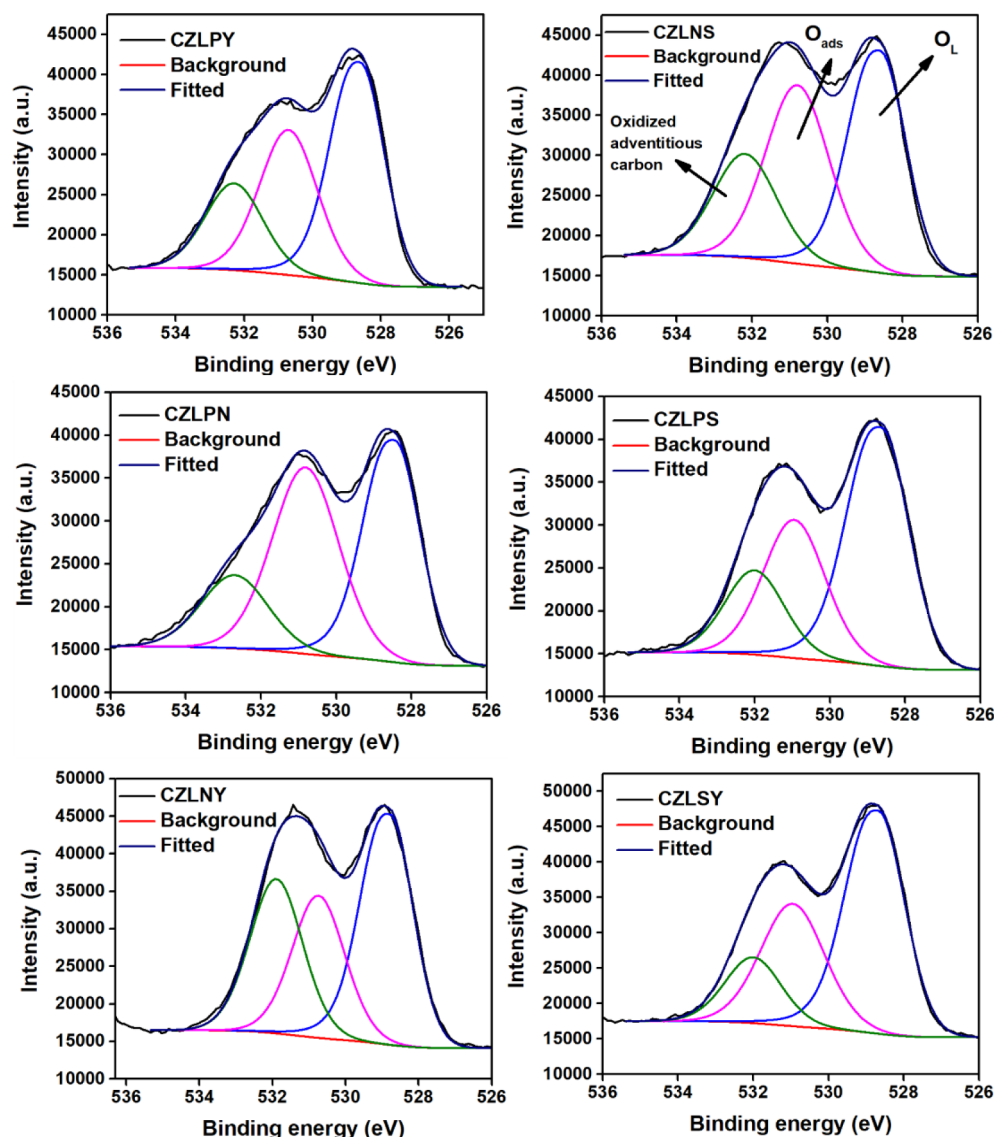 CZLPY
Background
Fitted
45000
40000
35000
30000
25000
20000
15000
10000
Intensity (a.u.)
536 534 532 530 528 526
Binding energy (eV)
CZLNS
Background
Fitted
Oads
OL
Oxidized
adventitious
carbon
50000
45000
40000
35000
30000
25000
20000
15000
10000
Intensity (a.u.)
536 534 532 530 528 526
Binding energy (eV)
CZLPN
Background
Fitted
45000
40000
35000
30000
25000
20000
15000
10000
Intensity (a.u.)
536 534 532 530 528 526
Binding energy (eV)
CZLPS
Background
Fitted
45000
40000
35000
30000
25000
20000
15000
10000
Intensity (a.u.)
536 534 532 530 528 526
Binding energy (eV)
CZLNY
Background
Fitted
50000
45000
40000
35000
30000
25000
20000
15000
10000
Intensity (a.u.)
536 534 532 530 528 526
Binding energy (eV)
CZLSY
Background
Fitted
50000
45000
40000
35000
30000
25000
20000
15000
10000
Intensity (a.u.)
536 534 532 530 528 526
Binding energy (eV)